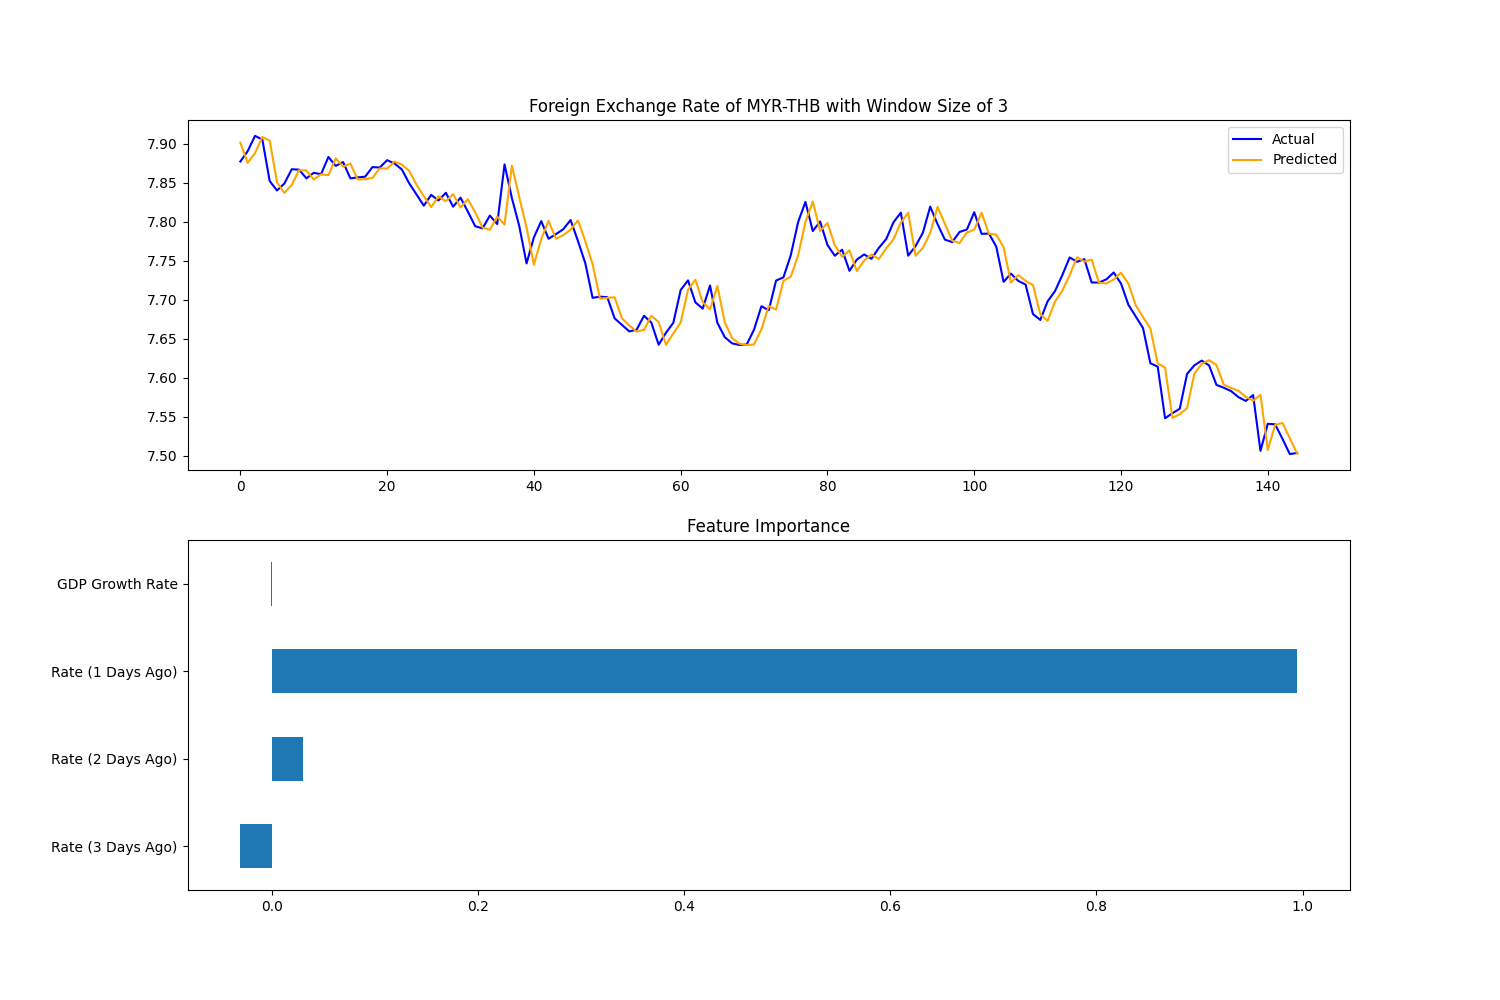 Foreign Exchange Rate of MYR-THB with Window Size of 3
Actual
Predicted
7.90
7.85
7.80
7.75
7.70
7.65
7.60
7.55
7.50
0 20 40 60 80 100 120 140
Feature Importance
GDP Growth Rate
Rate (1 Days Ago)
Rate (2 Days Ago)
Rate (3 Days Ago)
0.0 0.2 0.4 0.6 0.8 1.0